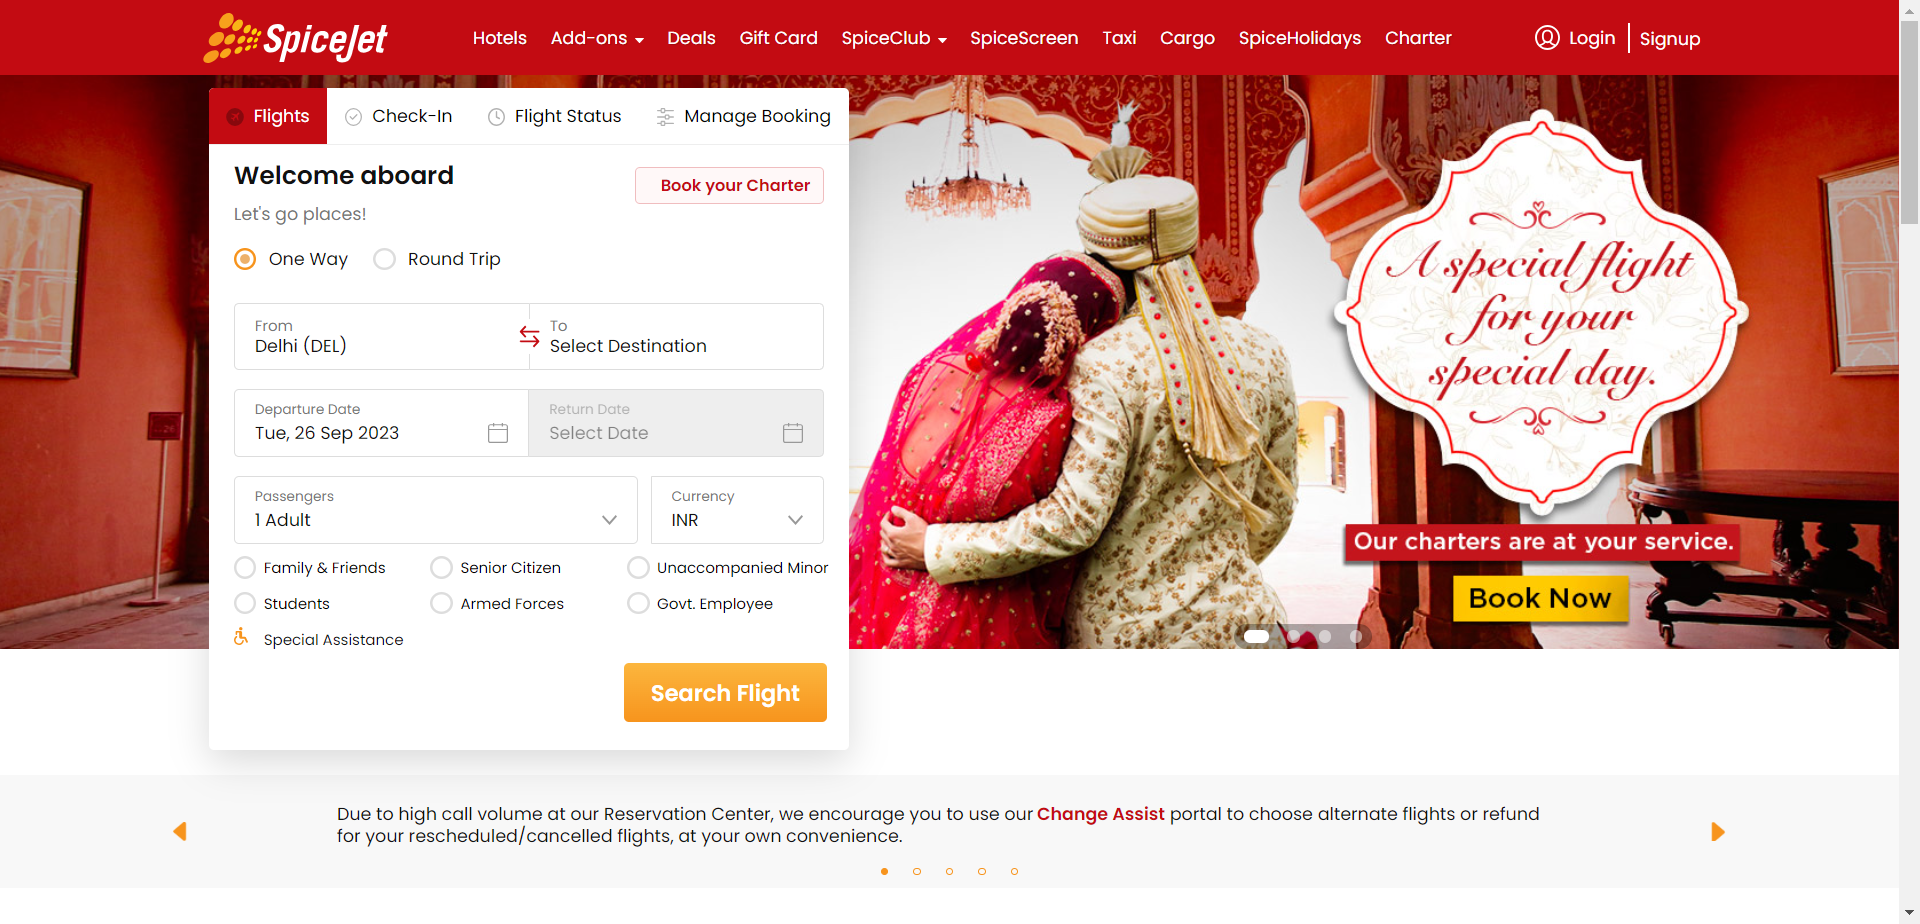 SpiceJet
Hotels Add-ons Deals Gift Card SpiceClub SpiceScreen Taxi Cargo SpiceHolidays Charter Login Signup
Flights Check-In Flight Status Manage Booking
Welcome aboard
Book your Charter
Let's go places!
One Way Round Trip
From
Delhi (DEL)
To
Select Destination
Departure Date
Tue, 26 Sep 2023
Return Date
Select Date
Passengers
1 Adult
Currency
INR
Family & Friends Senior Citizen Unaccompanied Minor
Students Armed Forces Govt. Employee
Special Assistance
Search Flight
A special flight
for your
special day.
Our charters are at your service.
Book Now
Due to high call volume at our Reservation Center, we encourage you to use our Change Assist portal to choose alternate flights or refund
for your rescheduled/cancelled flights, at your own convenience.